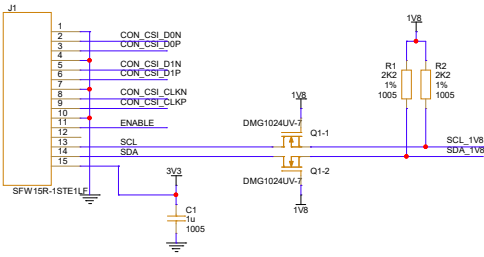 J1
1
2
3
4
5
6
7
8
9
10
11
12
13
14
15
CON_CSI_D0N
CON_CSI_D0P
CON_CSI_D1N
CON_CSI_D1P
CON_CSI_CLKN
CON_CSI_CLKP
ENABLE
SCL
SDA
SFW15R-1STE1LF
3V3
C1
1u
1005
1V8
DMG1024UV-7
Q1-1
Q1-2
DMG1024UV-7
1V8
1V8
R1
2K2
1%
1005
R2
2K2
1%
1005
SCL_1V8
SDA_1V8